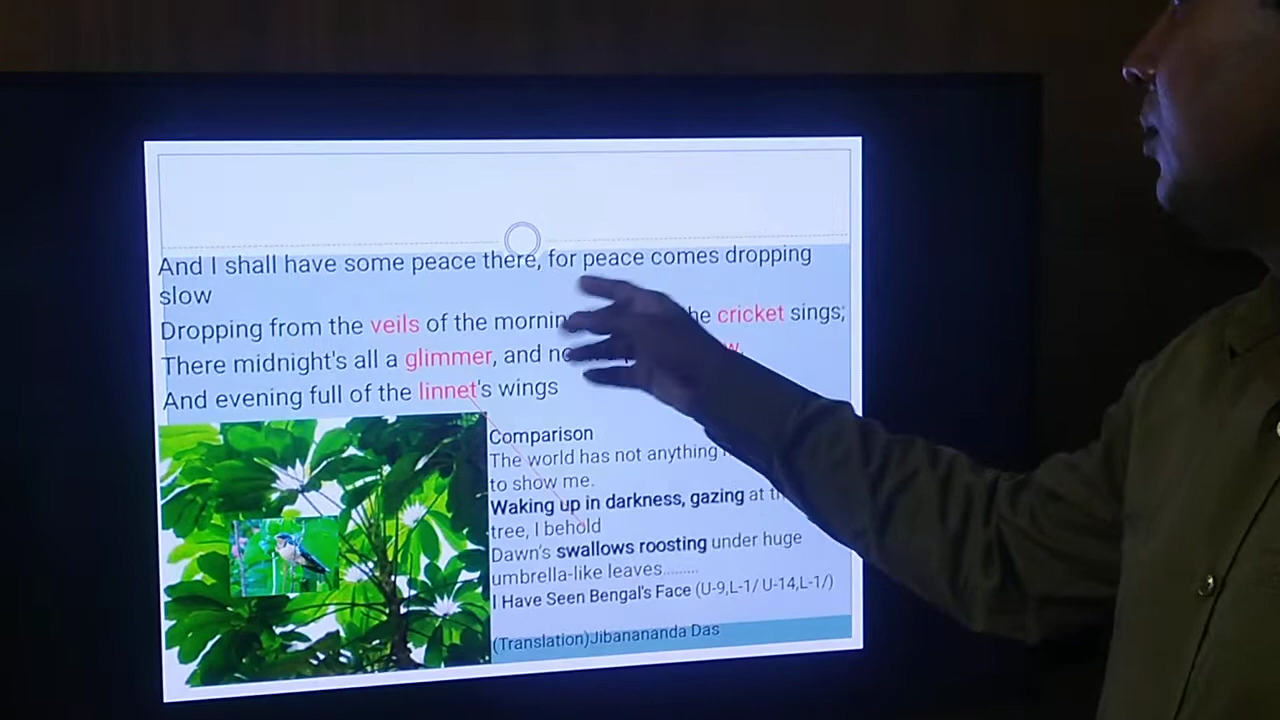 And I shall have some peace there, for peace comes dropping
slow
Dropping from the veils of the mornin he cricket sings;
There midnight's all a glimmer, and no
And evening full of the linnet's wings
Comparison
The world has not anything
to show me.
Waking up in darkness, gazing at th
tree, I behold
Dawn's swallows roosting under huge
umbrella-like leaves.........
I Have Seen Bengal's Face (U-9,L-1/ U-14,L-1/)
(Translation)Jibanananda Das